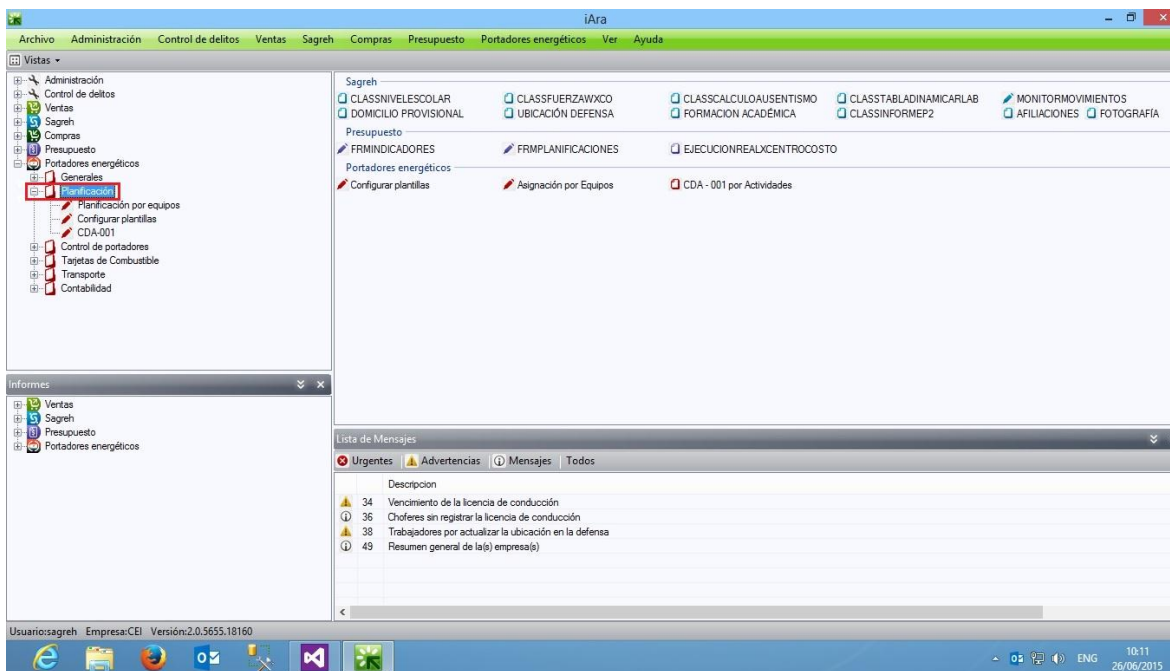 iAra
Archivo Administración Control de delitos Ventas Sagreh Compras Presupuesto Portadores energéticos Ver Ayuda
Vistas
Administración
Control de delitos
Ventas
Sagreh
Compras
Presupuesto
Portadores energéticos
Generales
Planificación
Planificación por equipos
Configurar plantillas
CDA-001
Control de portadores
Tarjetas de Combustible
Transporte
Contabilidad
Informes
Ventas
Sagreh
Presupuesto
Portadores energéticos
Sagreh
CLASSNIVELESCOLAR CLASSFUERZAWXCO CLASSCALCULOAUSENTISMO CLASSTABLADINAMICARLAB MONITORMOVIMIENTOS
DOMICILIO PROVISIONAL UBICACIÓN DEFENSA FORMACION ACADÉMICA CLASSINFORMEP2 AFILIACIONES FOTOGRAFÍA
Presupuesto
FRMINDICADORES FRMPLANIFICACIONES EJECUCIONREALXCENTROCOSTO
Portadores energéticos
Configurar plantillas Asignación por Equipos CDA - 001 por Actividades
Lista de Mensajes
Urgentes Advertencias Mensajes Todos
Descripcion
34 Vencimiento de la licencia de conducción
36 Choferes sin registrar la licencia de conducción
38 Trabajadores por actualizar la ubicación en la defensa
49 Resumen general de la(s) empresa(s)
Usuario:sagreh Empresa:CEI Versión:2.0.5655.18160
ENG 10:11
26/06/2015